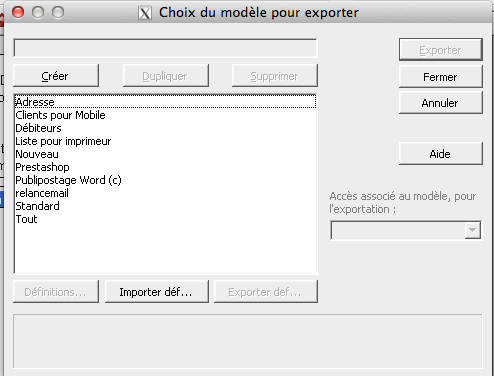 Choix du modèle pour exporter
Exporter
Créer
Dupliquer
Supprimer
Fermer
Annuler
Adresse
Clients pour Mobile
Débiteurs
Liste pour imprimeur
Nouveau
Prestashop
Publipostage Word (c)
relancemail
Standard
Tout
Aide
Accès associé au modèle, pour
l'exportation :
Définitions...
Importer déf...
Exporter def...